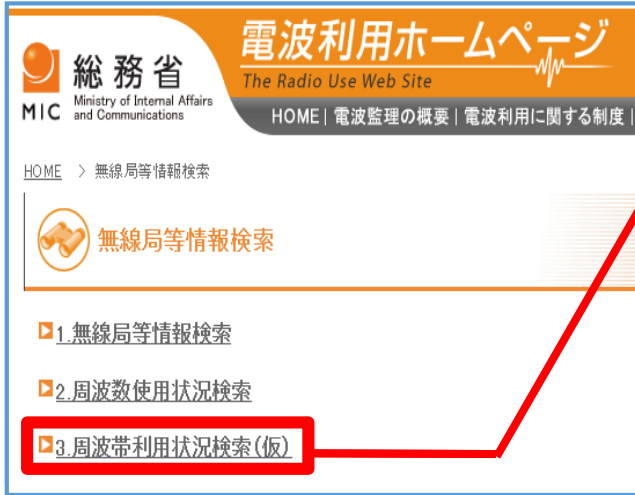 電波利用ホームページ
総務省
The Radio Use Web Site
MIC Ministry of Internal Affairs
and Communications
HOME | 電波監理の概要 | 電波利用に関する制度 |
HOME > 無線局等情報検索
無線局等情報検索
1.無線局等情報検索
2.周波数使用状況検索
3.周波帯利用状況検索(仮)